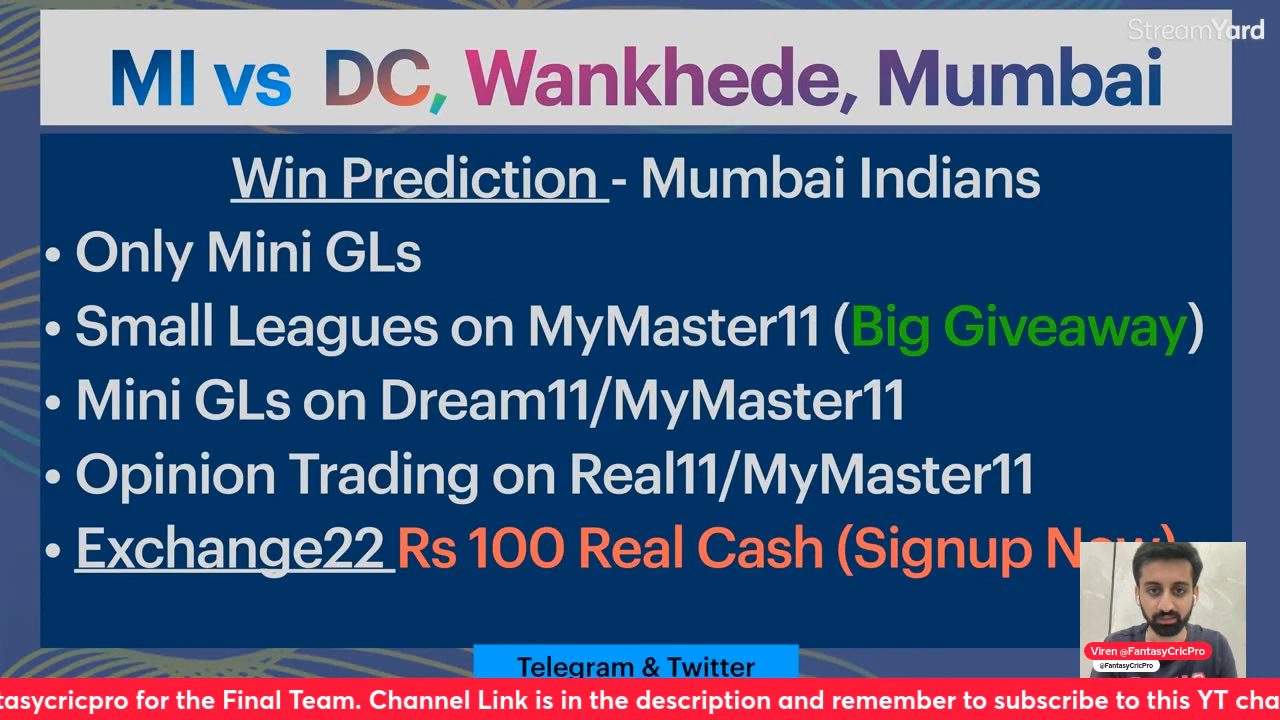 StreamYard
MI vs DC, Wankhede, Mumbai
Win Prediction - Mumbai Indians
• Only Mini GLs
• Small Leagues on MyMaster11 (Big Giveaway)
• Mini GLs on Dream11/MyMaster11
• Opinion Trading on Real11/MyMaster11
• Exchange22 Rs 100 Real Cash (Signup Now)
Viren @FantasyCricPro
@FantasyCricPro
Telegram & Twitter
tasycricpro for the Final Team. Channel Link is in the description and remember to subscribe to this YT cha